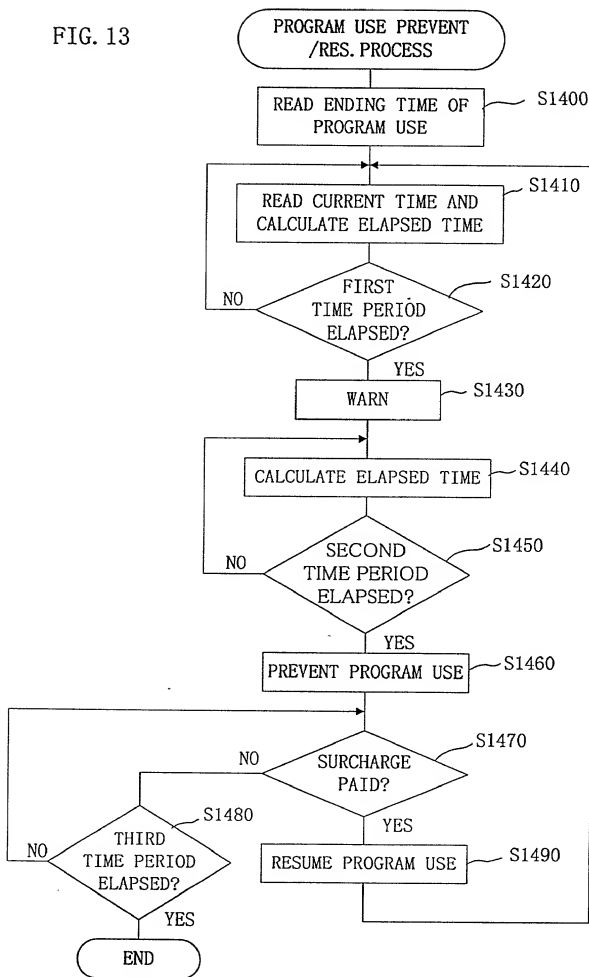 FIG. 13
PROGRAM USE PREVENT
/RES. PROCESS
READ ENDING TIME OF
PROGRAM USE
S1400
READ CURRENT TIME AND
CALCULATE ELAPSED TIME
S1410
FIRST
TIME PERIOD
ELAPSED?
S1420
NO
YES
WARN
S1430
CALCULATE ELAPSED TIME
S1440
SECOND
TIME PERIOD
ELAPSED?
S1450
NO
YES
PREVENT PROGRAM USE
S1460
SURCHARGE
PAID?
S1470
NO
YES
THIRD
TIME PERIOD
ELAPSED?
S1480
NO
YES
RESUME PROGRAM USE
S1490
END